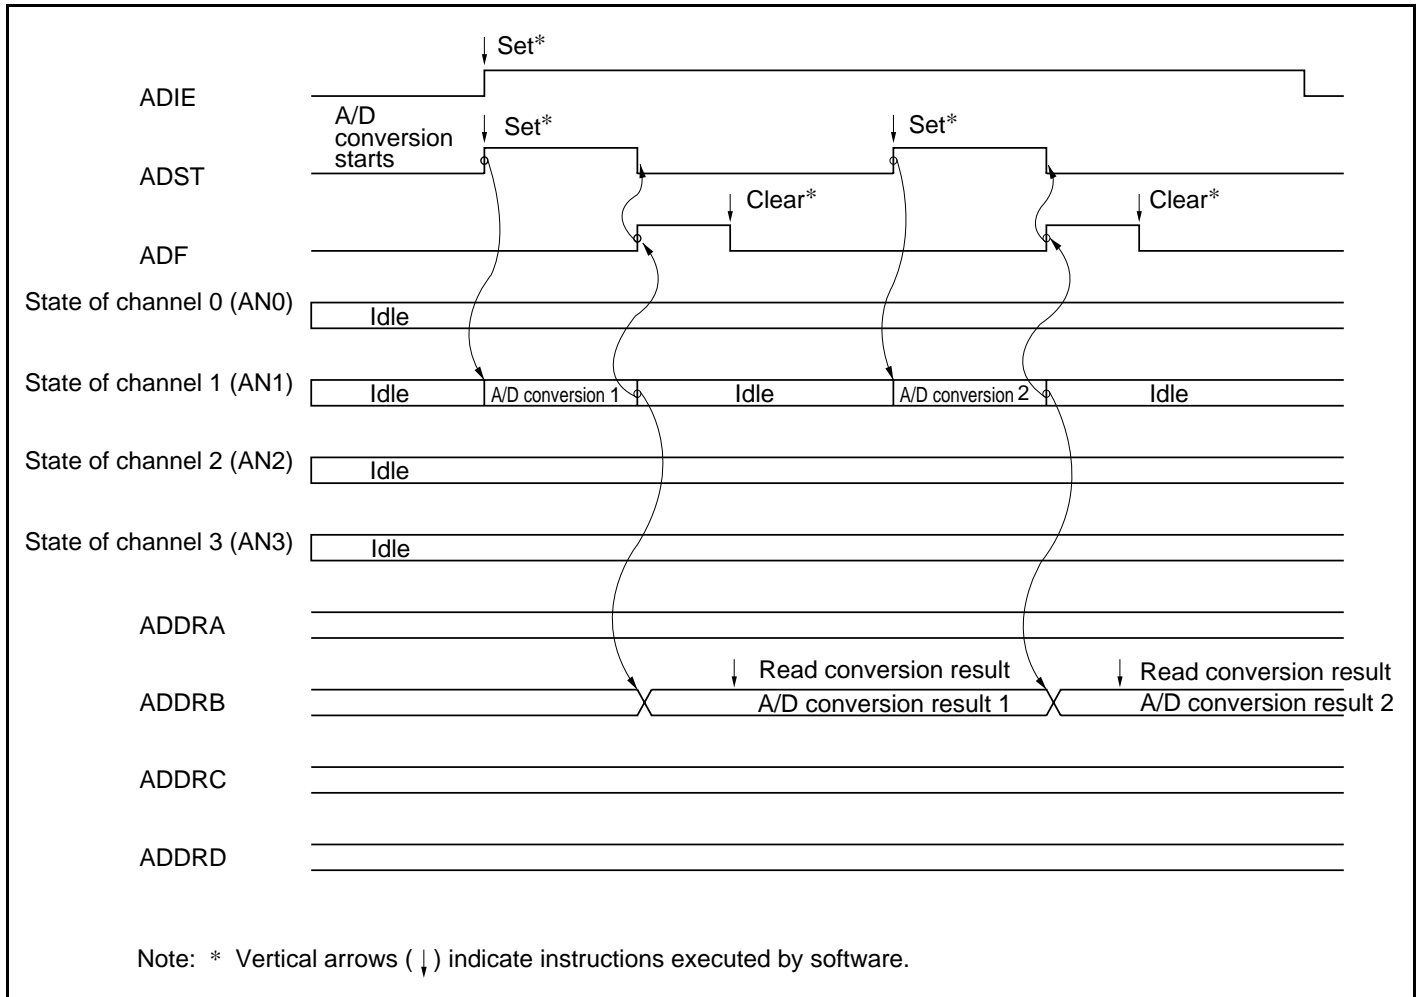 Set*
ADIE
A/D
conversion
starts
Set*
Set*
ADST
Clear*
Clear*
ADF
State of channel 0 (AN0)
Idle
State of channel 1 (AN1)
Idle
A/D conversion 1
Idle
A/D conversion 2
Idle
State of channel 2 (AN2)
Idle
State of channel 3 (AN3)
Idle
ADDRA
Read conversion result
Read conversion result
ADDRB
A/D conversion result 1
A/D conversion result 2
ADDRC
ADDRD
Note: * Vertical arrows (↓) indicate instructions executed by software.